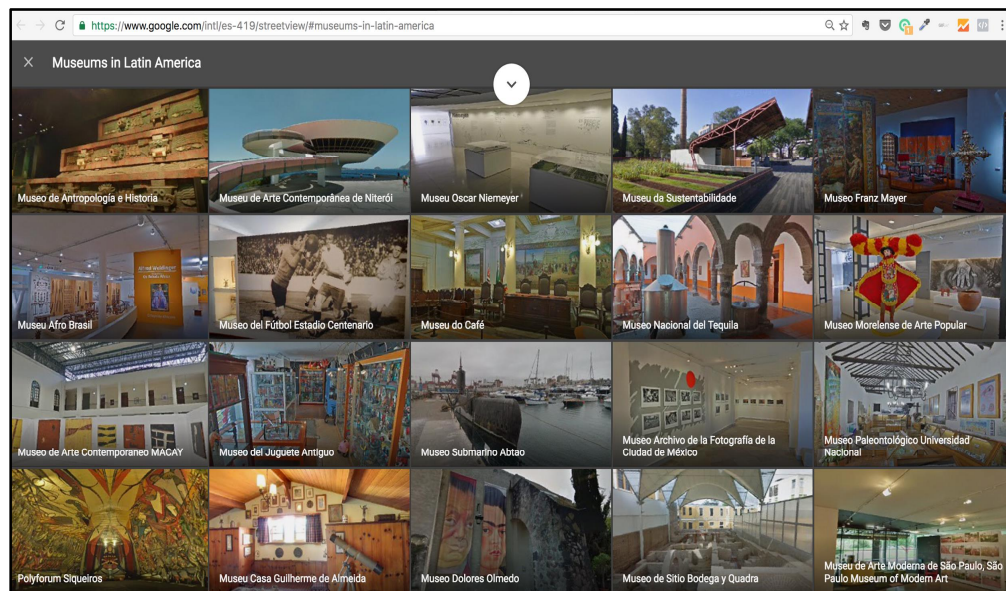 https://www.google.com/intl/es-419/streetview/#museums-in-latin-america
Museums in Latin America
Museo de Antropología e Historia
Museu de Arte Contemporânea de Niterói
Museu Oscar Niemeyer
Museu da Sustentabilidade
Museo Franz Mayer
Museu Afro Brasil
Museo del Fútbol Estadio Centenario
Museu do Café
Museo Nacional del Tequila
Museo Morelense de Arte Popular
Museo de Arte Contemporaneo MACAY
Museo del Juguete Antiguo
Museo Submarino Abtao
Museo Archivo de la Fotografía de la
Ciudad de México
Museo Paleontológico Universidad
Nacional
Polyforum Siqueiros
Museu Casa Guilherme de Almeida
Museo Dolores Olmedo
Museo de Sitio Bodega y Quadra
Museu de Arte Moderna de São Paulo, São
Paulo Museum of Modern Art